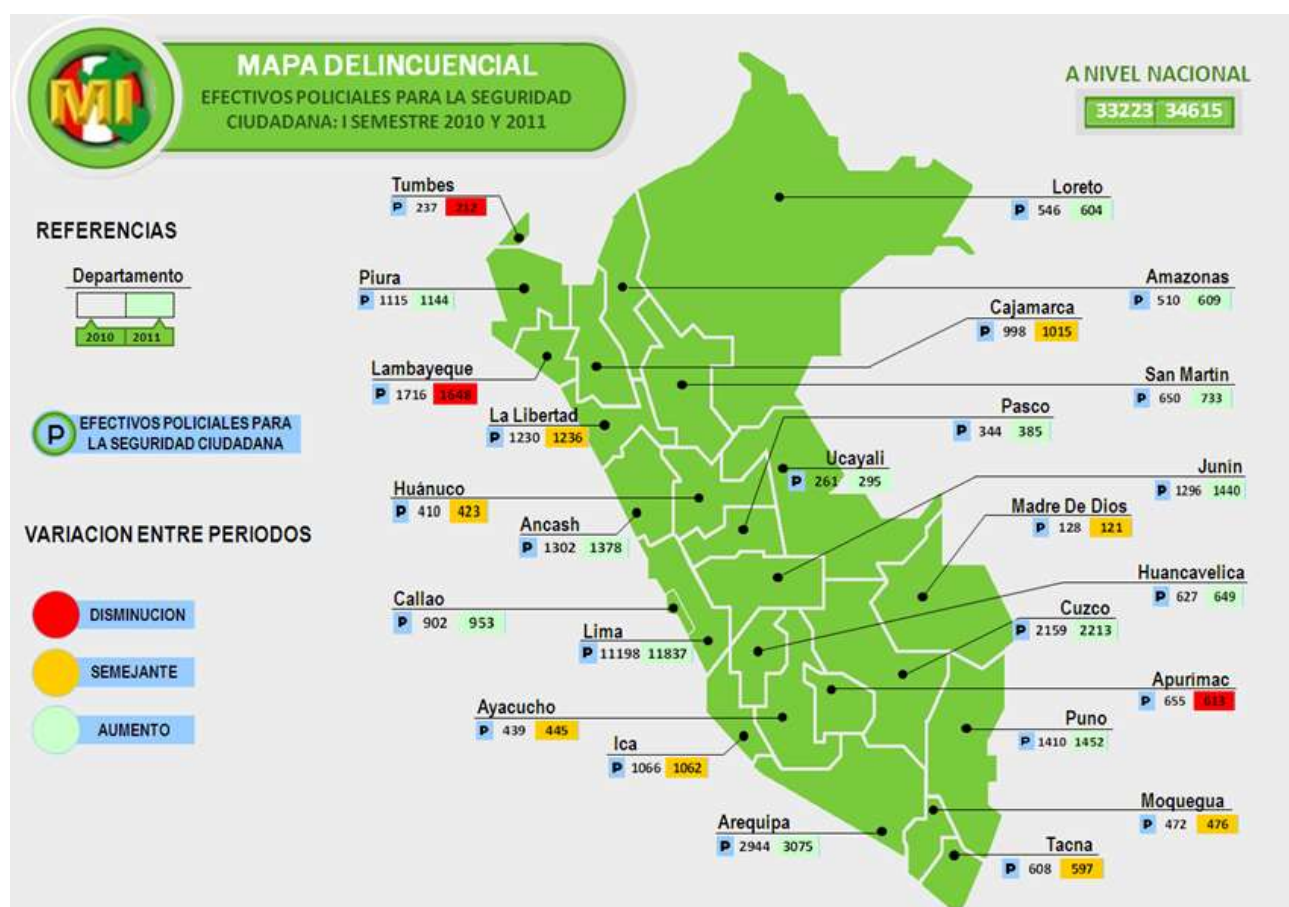 MI
MAPA DELINCUENCIAL
EFECTIVOS POLICIALES PARA LA SEGURIDAD
CIUDADANA: I SEMESTRE 2010 Y 2011
A NIVEL NACIONAL
33223 34615
REFERENCIAS
Departamento
2010 2011
P EFECTIVOS POLICIALES PARA
LA SEGURIDAD CIUDADANA
VARIACION ENTRE PERIODOS
DISMINUCION
SEMEJANTE
AUMENTO
Tumbes
P 237 212
Loreto
P 546 604
Piura
P 1115 1144
Amazonas
P 510 609
Cajamarca
P 998 1015
Lambayeque
P 1716 1648
San Martin
P 650 733
La Libertad
P 1230 1236
Pasco
P 344 385
Ucayali
P 261 295
Junin
P 1296 1440
Huánuco
P 410 423
Ancash
P 1302 1378
Madre De Dios
P 128 121
Huancavelica
P 627 649
Callao
P 902 953
Lima
P 11198 11837
Cuzco
P 2159 2213
Apurimac
P 655 613
Ayacucho
P 439 445
Puno
P 1410 1452
Ica
P 1066 1062
Moquegua
P 472 476
Arequipa
P 2944 3075
Tacna
P 608 597